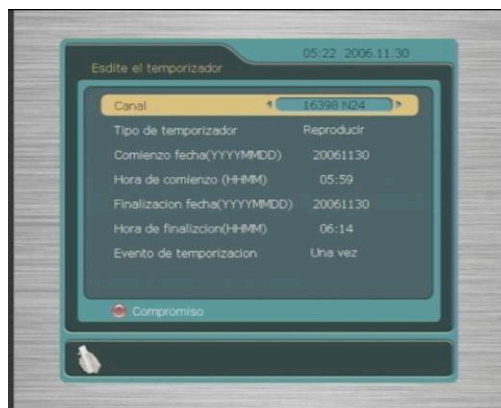 05:22 2006.11.30
Esdite el temporizador
Canal 16398 N24
Tipo de temporizador Reproducir
Comienzo fecha(YYYYMMDD) 20061130
Hora de comienzo (HHMM) 05:59
Finalizacion fecha(YYYYMMDD) 20061130
Hora de finalizcion(HHMM) 06:14
Evento de temporizacion Una vez
Compromiso